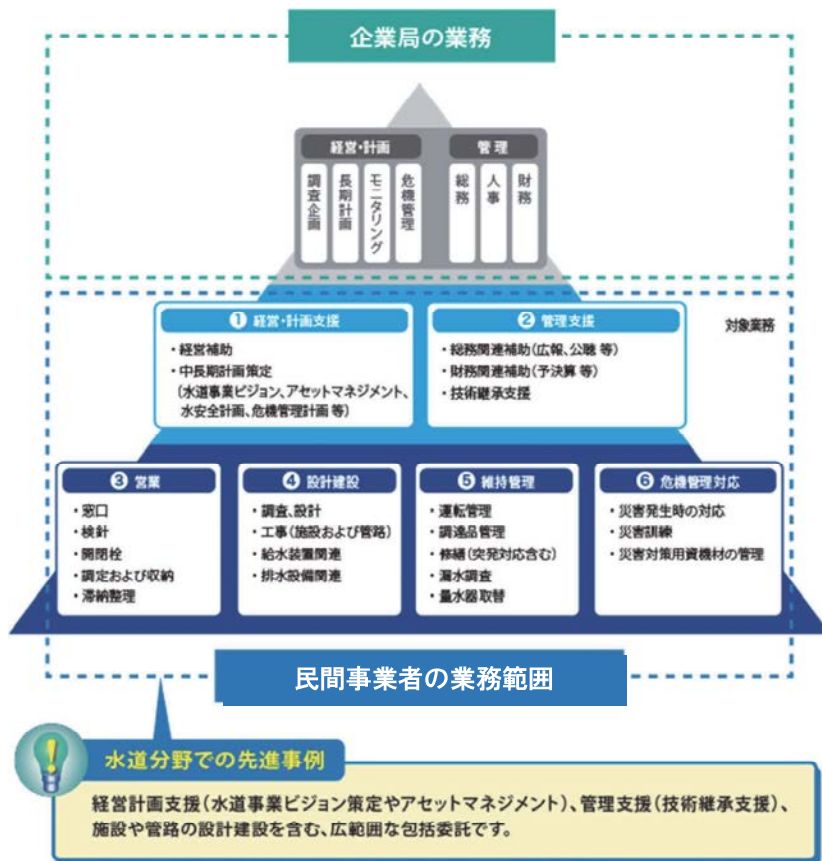 企業局の業務
経営・計画
管理
調査企画
長期計画
モニタリング
危機管理
総務
人事
財務
対象業務
❶ 経営・計画支援
・経営補助
・中長期計画策定
(水道事業ビジョン、アセットマネジメント、
水安全計画、危機管理計画 等)
❷ 管理支援
・総務関連補助(広報、公聴 等)
・財務関連補助(予決算 等)
・技術継承支援
❸ 営業
・窓口
・検針
・開閉栓
・調定および収納
・滞納整理
❹ 設計建設
・調査、設計
・工事(施設および管路)
・給水装置関連
・排水設備関連
❺ 維持管理
・運転管理
・調達品管理
・修繕(突発対応含む)
・漏水調査
・量水器取替
❻ 危機管理対応
・災害発生時の対応
・災害訓練
・災害対策用資機材の管理
民間事業者の業務範囲
水道分野での先進事例
経営計画支援(水道事業ビジョン策定やアセットマネジメント)、管理支援(技術継承支援)、
施設や管路の設計建設を含む、広範囲な包括委託です。